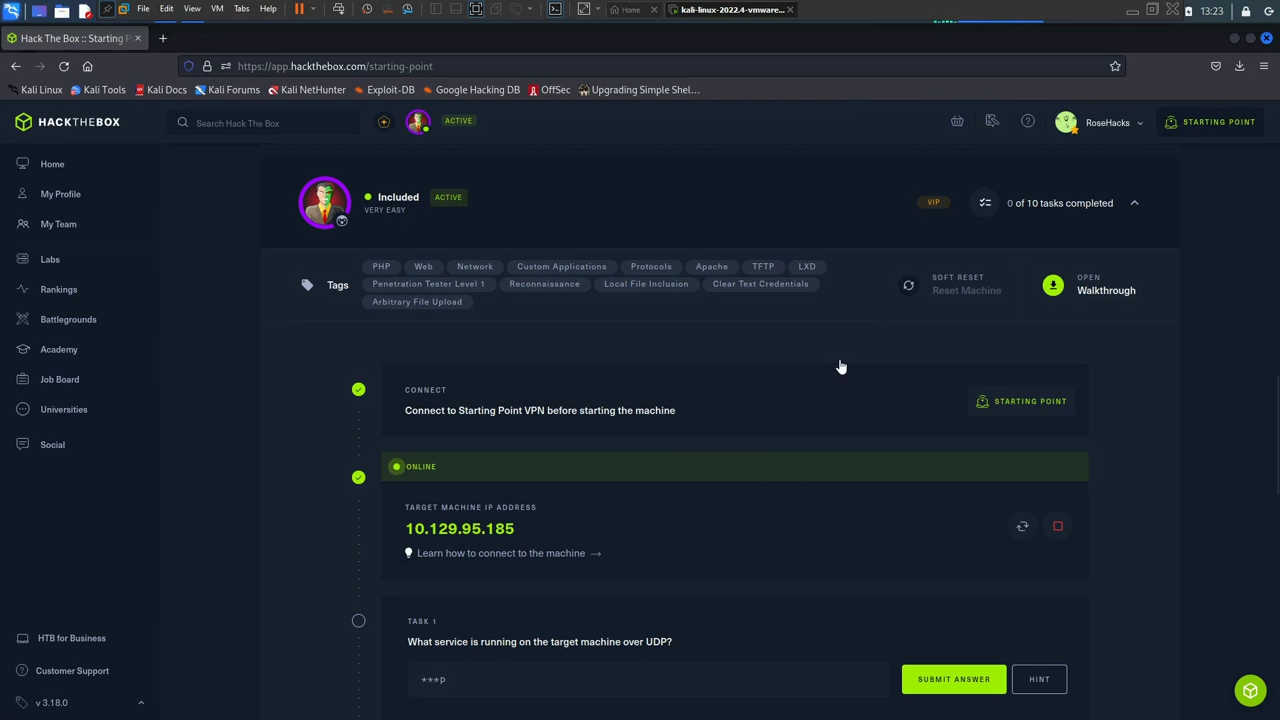 File Edit View VM Tabs Help Home kali-linux-2022.4-vmwarc... 13:23
Hack The Box :: Starting P
https://app.hackthebox.com/starting-point
Kali Linux Kali Tools Kali Docs Kali Forums Kali NetHunter Exploit-DB Google Hacking DB OffSec Upgrading Simple Shel...
HACKTHEBOX Search Hack The Box ACTIVE RoseHacks STARTING POINT
Home
My Profile
My Team
Labs
Rankings
Battlegrounds
Academy
Job Board
Universities
Social
HTB for Business
Customer Support
v 3.18.0
Included ACTIVE
VERY EASY
VIP 0 of 10 tasks completed
Tags
PHP Web Network Custom Applications Protocols Apache TFTP LXD
Penetration Tester Level 1 Reconnaissance Local File Inclusion Clear Text Credentials
Arbitrary File Upload
SOFT RESET
Reset Machine
OPEN
Walkthrough
CONNECT
Connect to Starting Point VPN before starting the machine
STARTING POINT
ONLINE
TARGET MACHINE IP ADDRESS
10.129.95.185
Learn how to connect to the machine →
TASK 1
What service is running on the target machine over UDP?
***p
SUBMIT ANSWER HINT